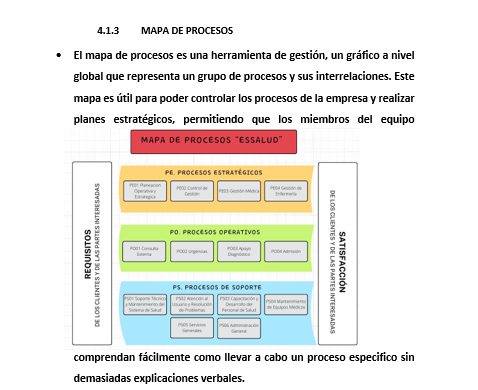 4.1.3 MAPA DE PROCESOS
• El mapa de procesos es una herramienta de gestión, un gráfico a nivel
global que representa un grupo de procesos y sus interrelaciones. Este
mapa es útil para poder controlar los procesos de la empresa y realizar
planes estratégicos, permitiendo que los miembros del equipo
MAPA DE PROCESOS "ESSALUD"
REQUISITOS
DE LOS CLIENTES Y DE LAS PARTES INTERESADAS
PE. PROCESOS ESTRATÉGICOS
PE01 Planeacion
Operativa y
Estrategica
PE02 Control de
Gestión
PE03 Gestión Médica
PE04 Gestión de
Enfermería
PO. PROCESOS OPERATIVOS
PO01 Consulta
Externa
PO02 Urgencias
PO03 Apoyo
Diagnóstico
PO04 Admisión
PS. PROCESOS DE SOPORTE
PS01 Soporte Técnico
y Mantenimiento del
Sistema de Salud
PS02 Atención al
Usuario y Resolución
de Problemas
PS03 Capacitación y
Desarrollo del
Personal de Salud
PS04 Mantenimiento
de Equipo Médicos
PS05 Servicios
Generales
PS06 Administración
General
SATISFACCIÓN
DE LOS CLIENTES Y DE LAS PARTES INTERESADAS
comprendan fácilmente como llevar a cabo un proceso especifico sin
demasiadas explicaciones verbales.